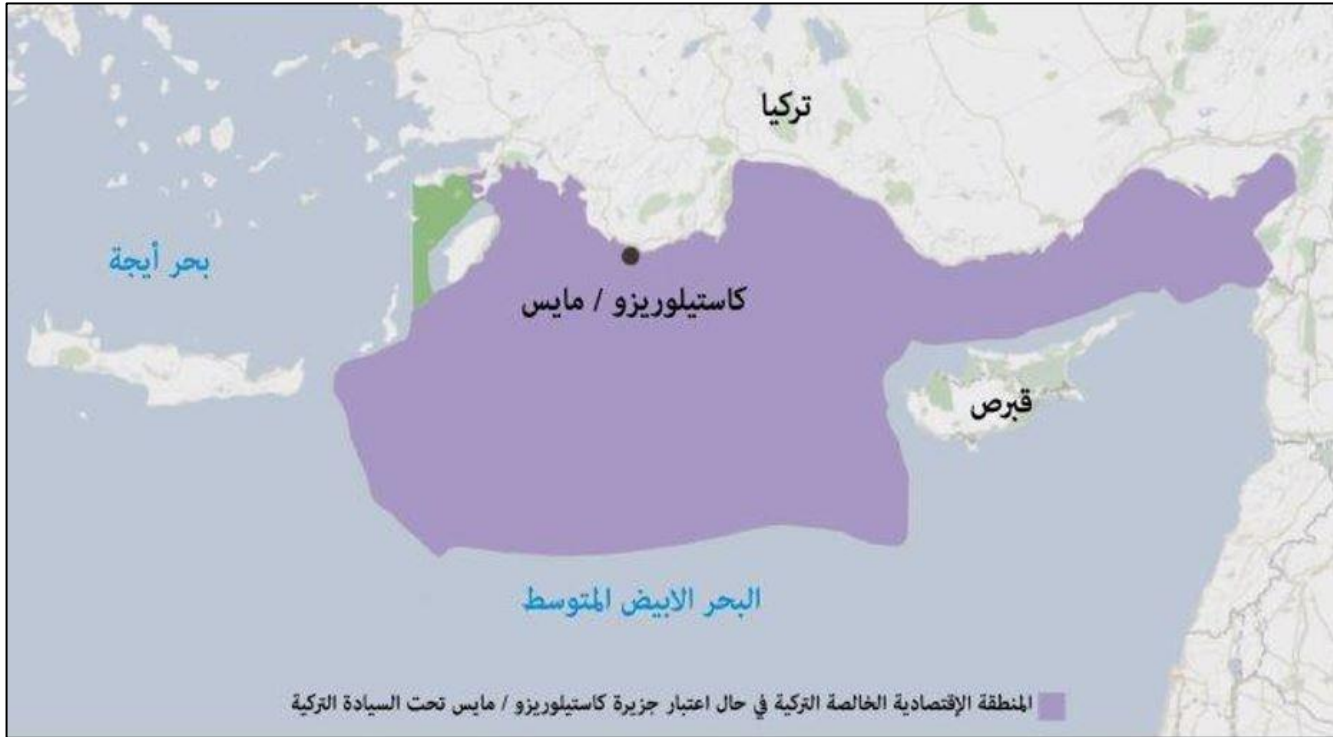 تركيا
بحر أيجة
كاستيلوريزو / مايس
قبرص
البحر الابيض المتوسط
المنطقة الإقتصادية الخالصة التركية في حال اعتبار جزيرة كاستيلوريزو / مايس تحت السيادة التركية